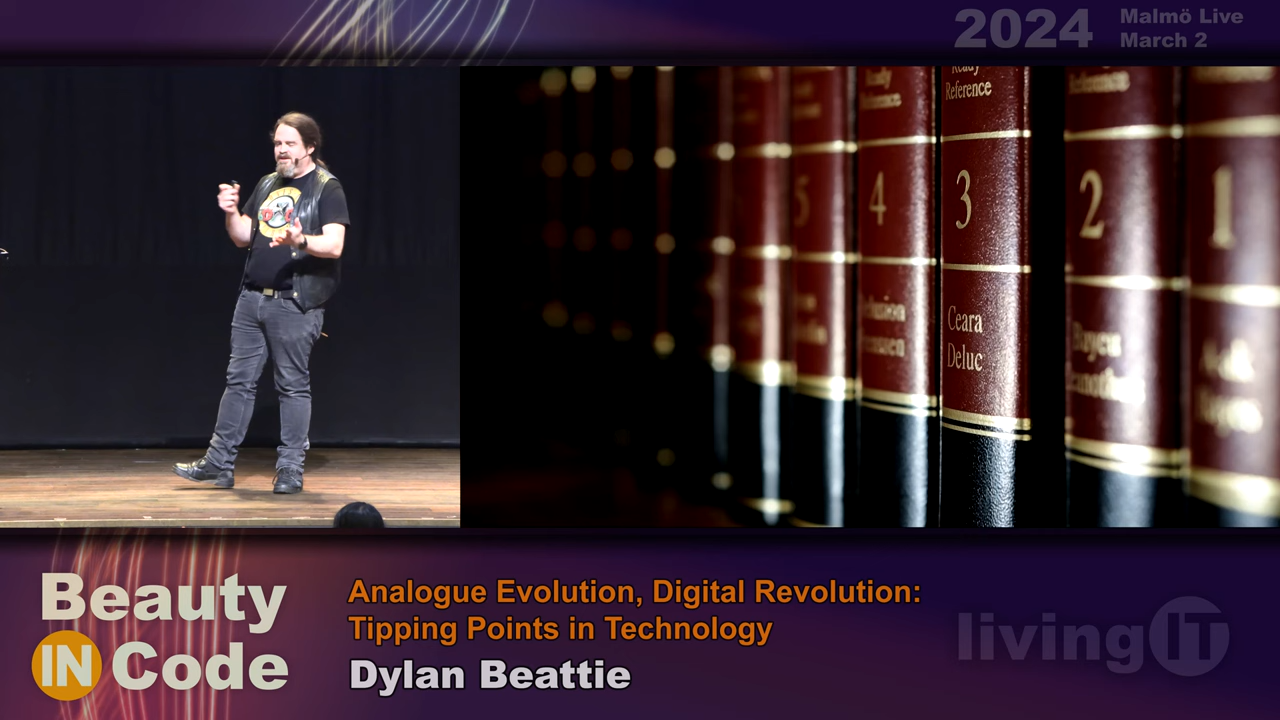 2024
Malmö Live
March 2
Ready
Reference
5
4
3
2
1
Ceara
Deluc
Beauty
IN Code
Analogue Evolution, Digital Revolution:
Tipping Points in Technology
Dylan Beattie
livingIT